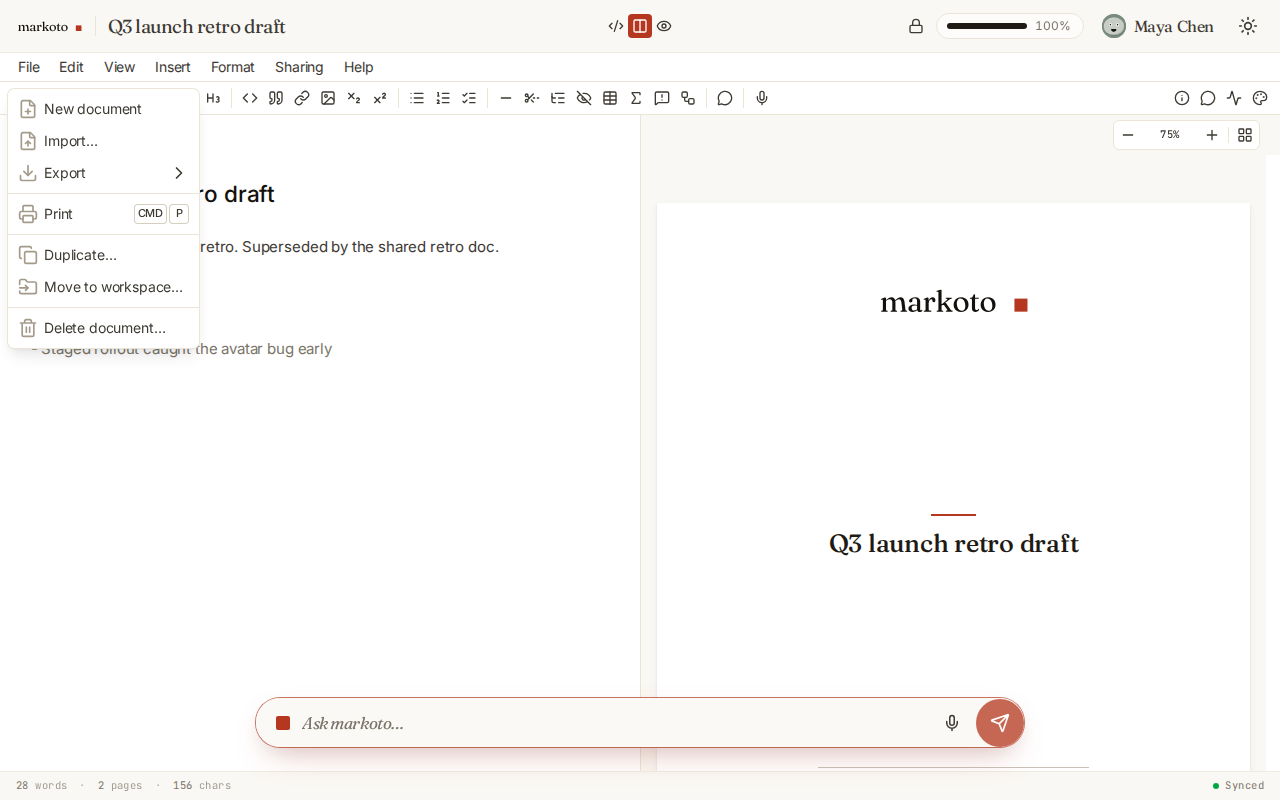 markoto
Q3 launch retro draft
100%
Maya Chen
File Edit View Insert Format Sharing Help
H3
New document
Import...
Export
Print CMD P
Duplicate...
Move to workspace...
Delete document...
ro draft
retro. Superseded by the shared retro doc.
- Staged rollout caught the avatar bug early
75%
markoto
Q3 launch retro draft
Ask markoto...
28 words · 2 pages · 156 chars
Synced